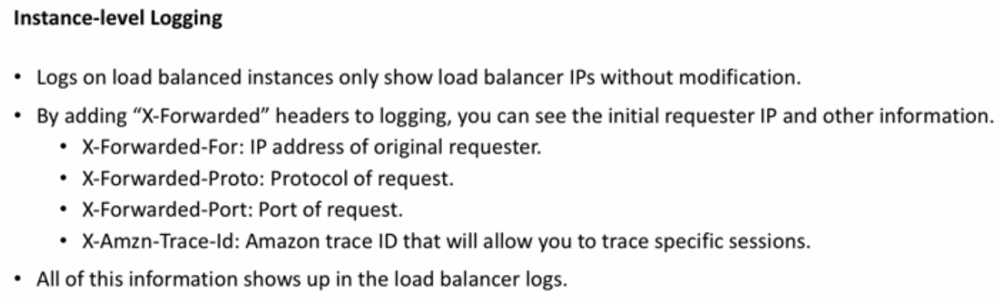 Instance-level Logging
• Logs on load balanced instances only show load balancer IPs without modification.
• By adding “X-Forwarded” headers to logging, you can see the initial requester IP and other information.
• X-Forwarded-For: IP address of original requester.
• X-Forwarded-Proto: Protocol of request.
• X-Forwarded-Port: Port of request.
• X-Amzn-Trace-Id: Amazon trace ID that will allow you to trace specific sessions.
• All of this information shows up in the load balancer logs.